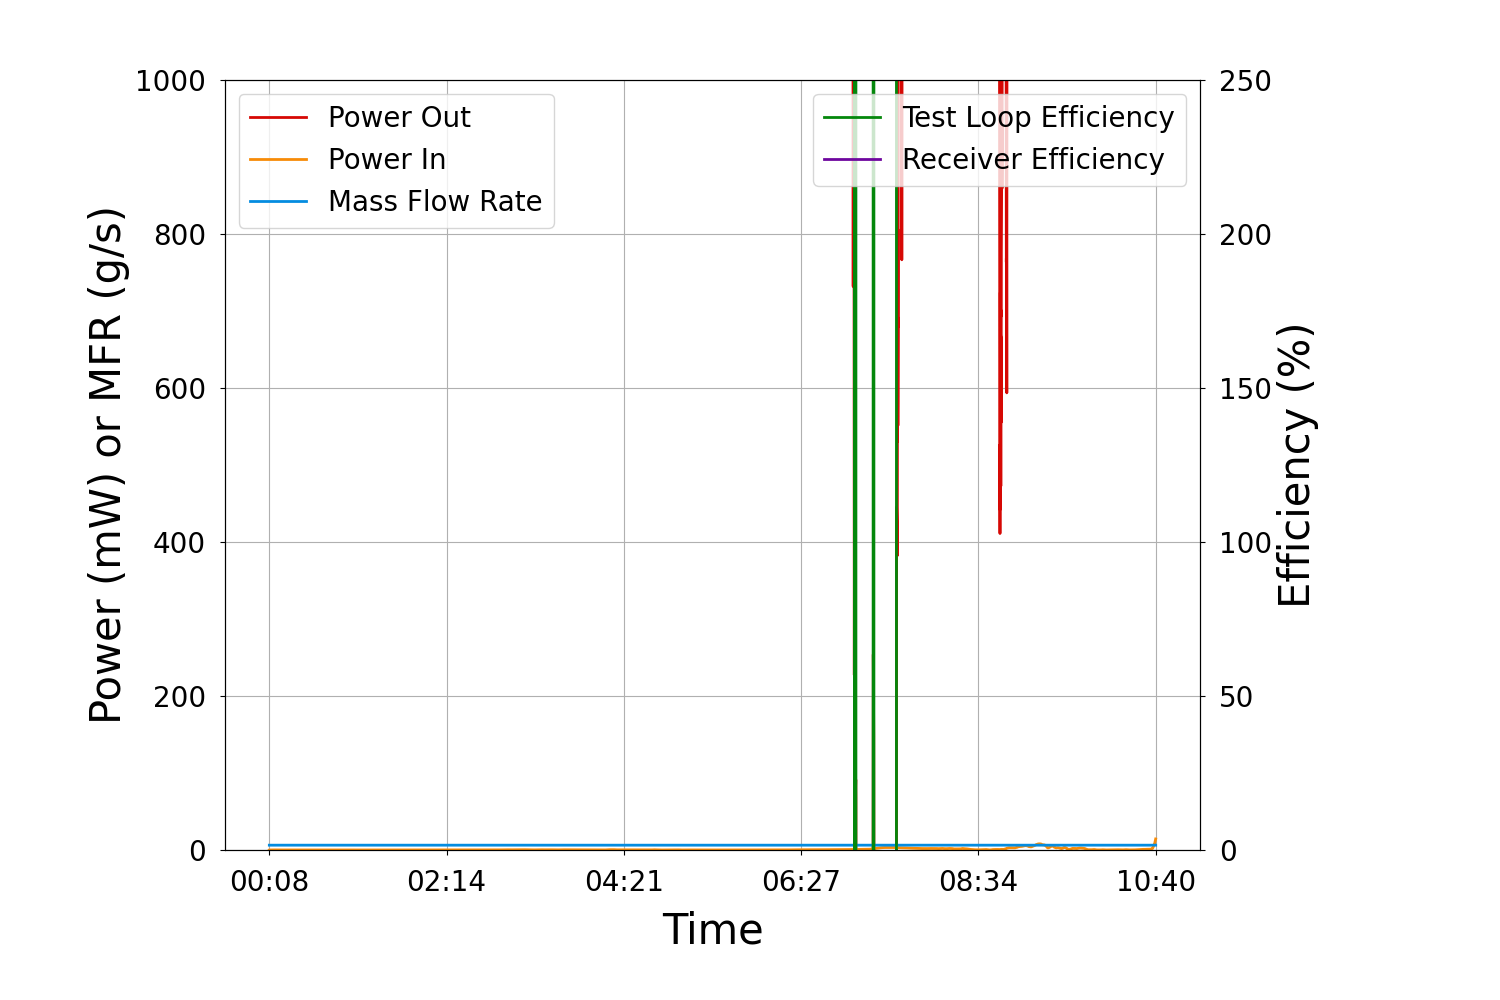 1000
800
600
400
200
0
Power (mW) or MFR (g/s)
Power Out
Power In
Mass Flow Rate
Test Loop Efficiency
Receiver Efficiency
250
200
150
100
50
0
Efficiency (%)
00:08 02:14 04:21 06:27 08:34 10:40
Time